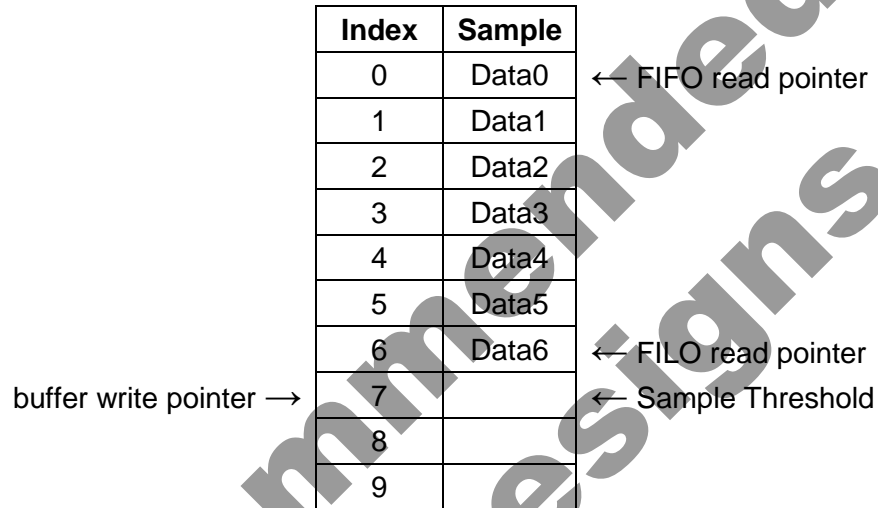 Index Sample
0 Data0 ← FIFO read pointer
1 Data1
2 Data2
3 Data3
4 Data4
5 Data5
6 Data6 ← FILO read pointer
buffer write pointer → 7 ← Sample Threshold
8
9